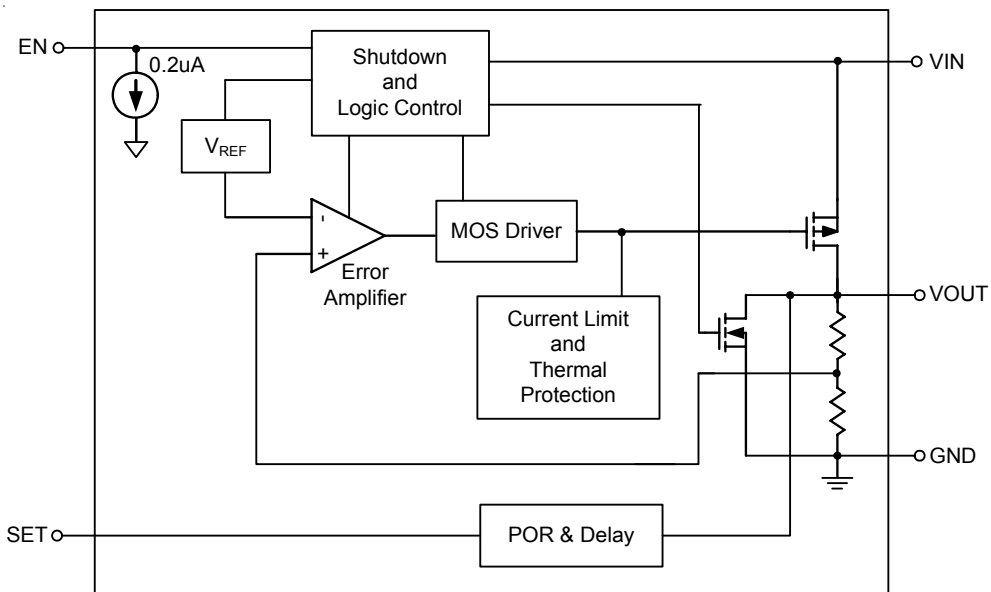 EN
0.2uA
Shutdown
and
Logic Control
VIN
VREF
-
+
Error
Amplifier
MOS Driver
Current Limit
and
Thermal
Protection
VOUT
GND
SET
POR & Delay